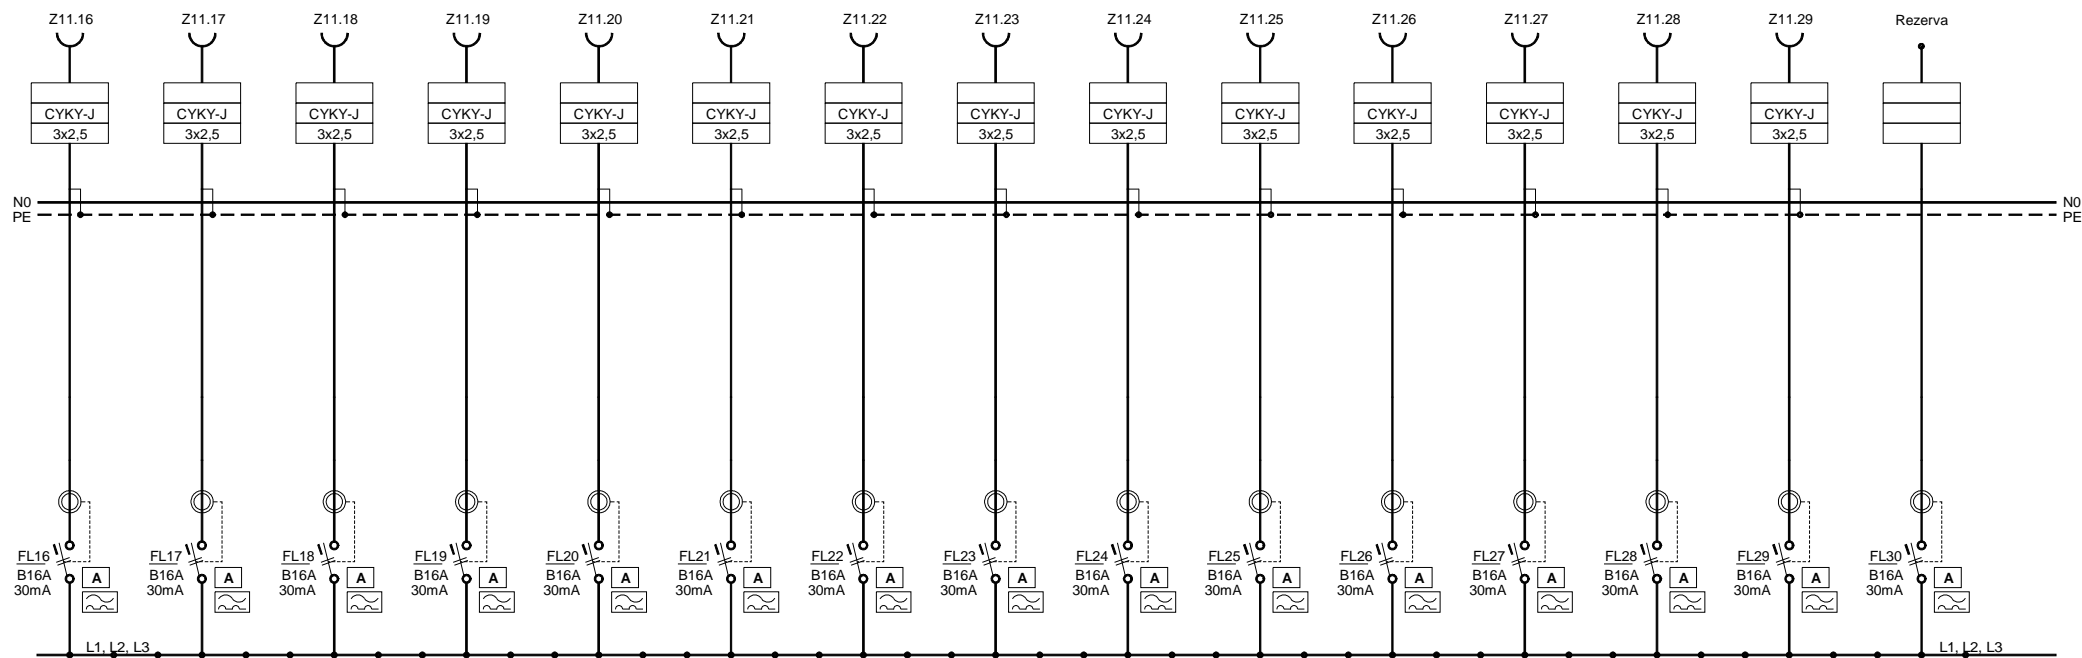 Z11.16 Z11.17 Z11.18 Z11.19 Z11.20 Z11.21 Z11.22 Z11.23 Z11.24 Z11.25 Z11.26 Z11.27 Z11.28 Z11.29 Rezerva
CYKY-J CYKY-J CYKY-J CYKY-J CYKY-J CYKY-J CYKY-J CYKY-J CYKY-J CYKY-J CYKY-J CYKY-J CYKY-J CYKY-J
3x2,5 3x2,5 3x2,5 3x2,5 3x2,5 3x2,5 3x2,5 3x2,5 3x2,5 3x2,5 3x2,5 3x2,5 3x2,5 3x2,5
N0 N0
PE PE
FL16 FL17 FL18 FL19 FL20 FL21 FL22 FL23 FL24 FL25 FL26 FL27 FL28 FL29 FL30
B16A A B16A A B16A A B16A A B16A A B16A A B16A A B16A A B16A A B16A A B16A A B16A A B16A A B16A A B16A A
30mA 30mA 30mA 30mA 30mA 30mA 30mA 30mA 30mA 30mA 30mA 30mA 30mA 30mA 30mA
L1, L2, L3 L1, L2, L3